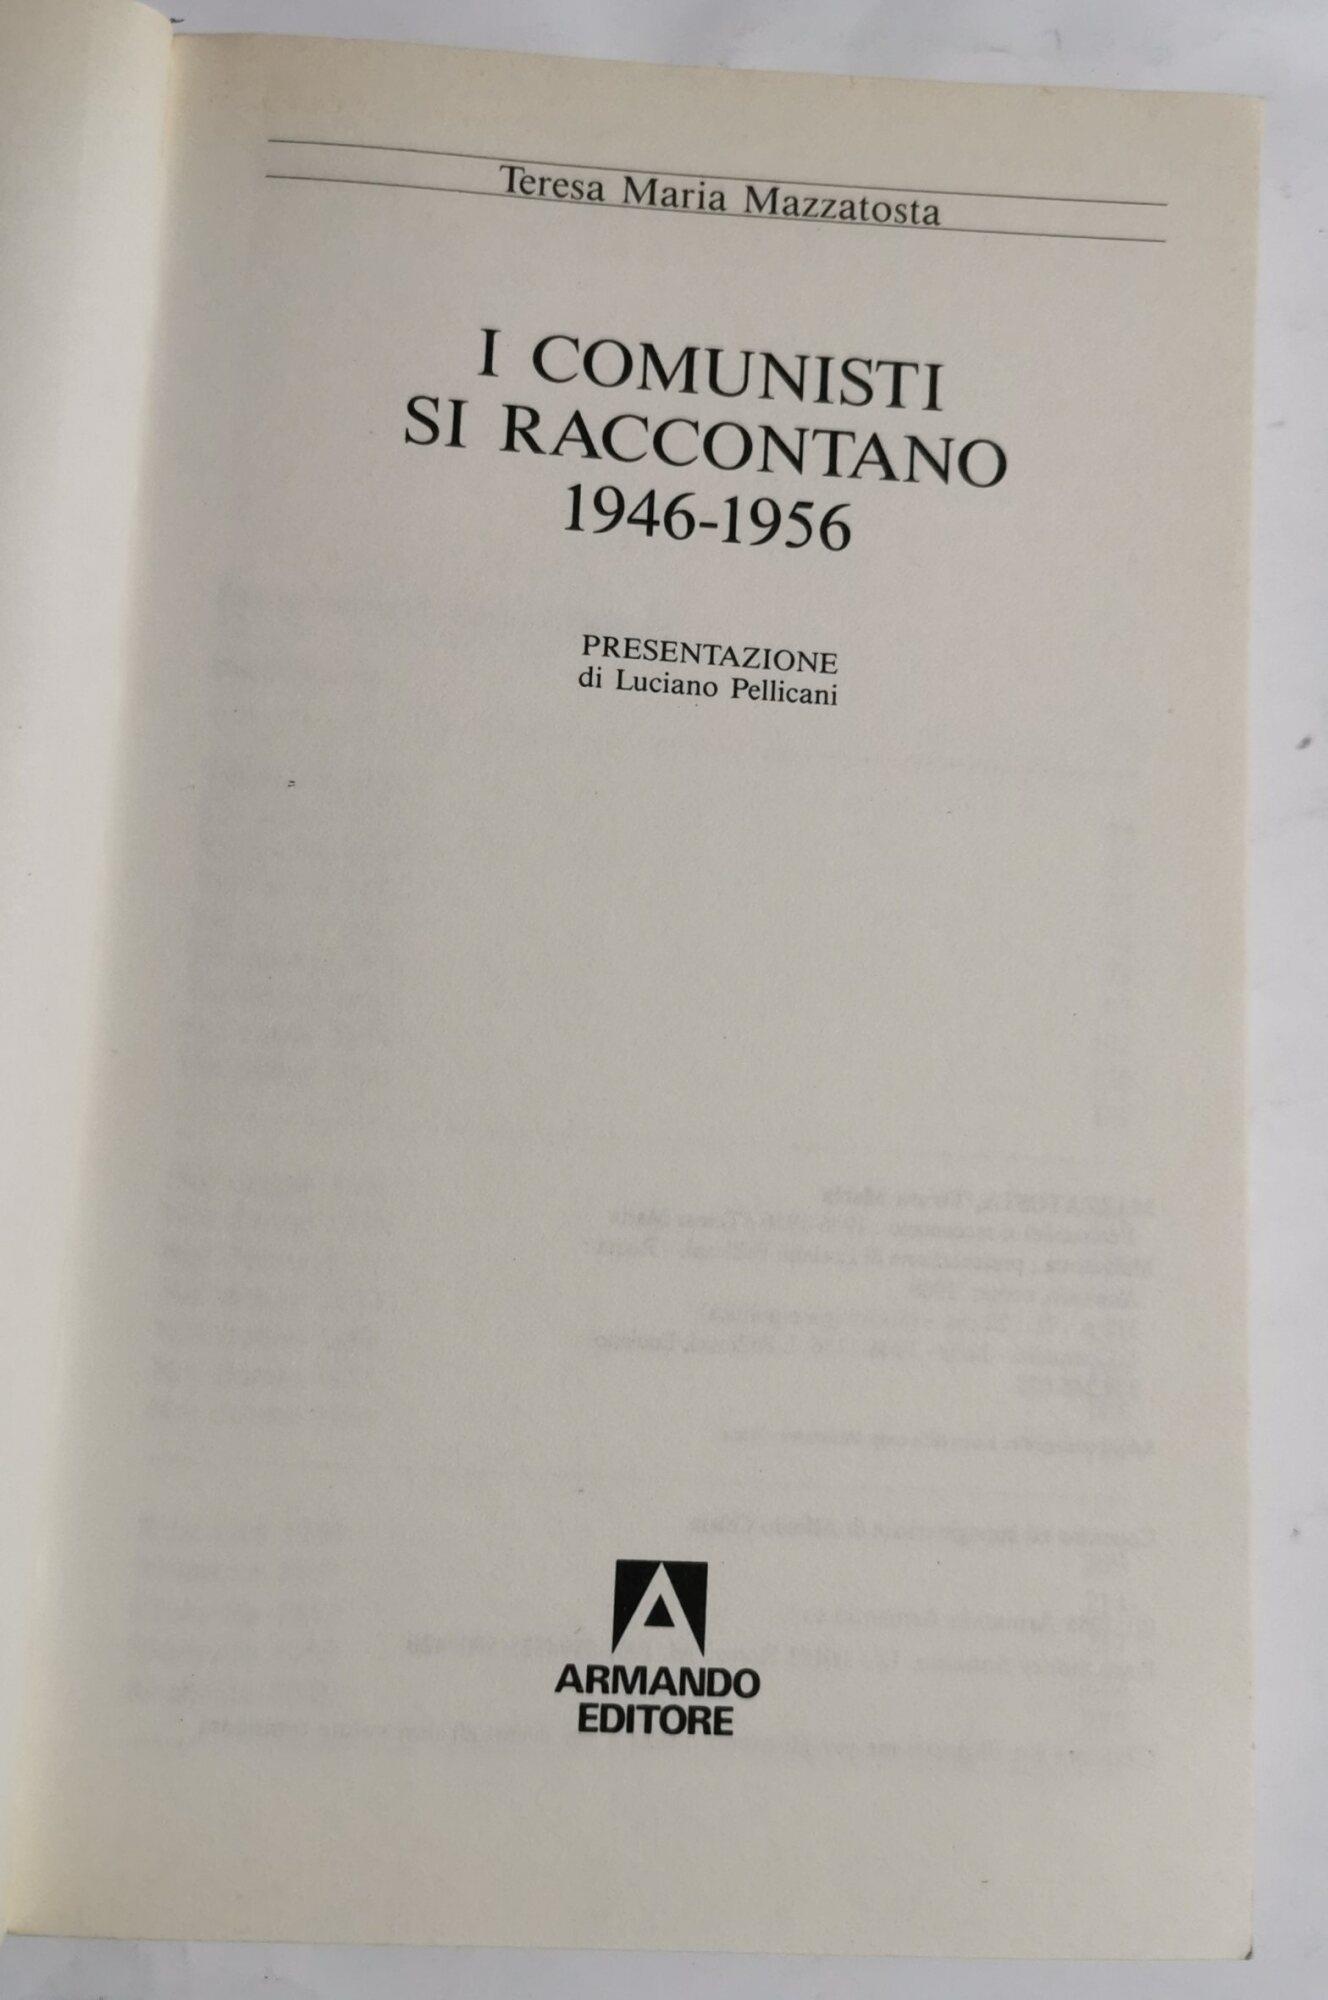 Teresa Maria Mazzatosta
I COMUNISTI
SI RACCONTANO
1946-1956
PRESENTAZIONE
di Luciano Pellicani
ARMANDO
EDITORE